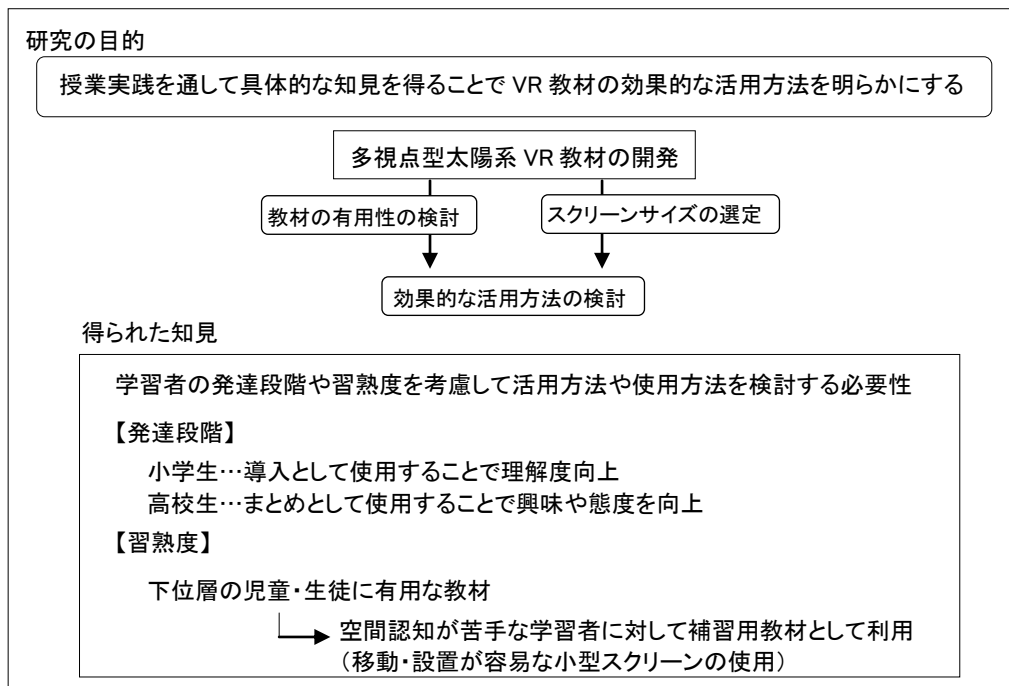 研究の目的
授業実践を通して具体的な知見を得ることで VR 教材の効果的な活用方法を明らかにする
多視点型太陽系 VR 教材の開発
教材の有用性の検討
スクリーンサイズの選定
効果的な活用方法の検討
得られた知見
学習者の発達段階や習熟度を考慮して活用方法や使用方法を検討する必要性
【発達段階】
小学生…導入として使用することで理解度向上
高校生…まとめとして使用することで興味や態度を向上
【習熟度】
下位層の児童・生徒に有用な教材
空間認知が苦手な学習者に対して補習用教材として利用
（移動・設置が容易な小型スクリーンの使用）